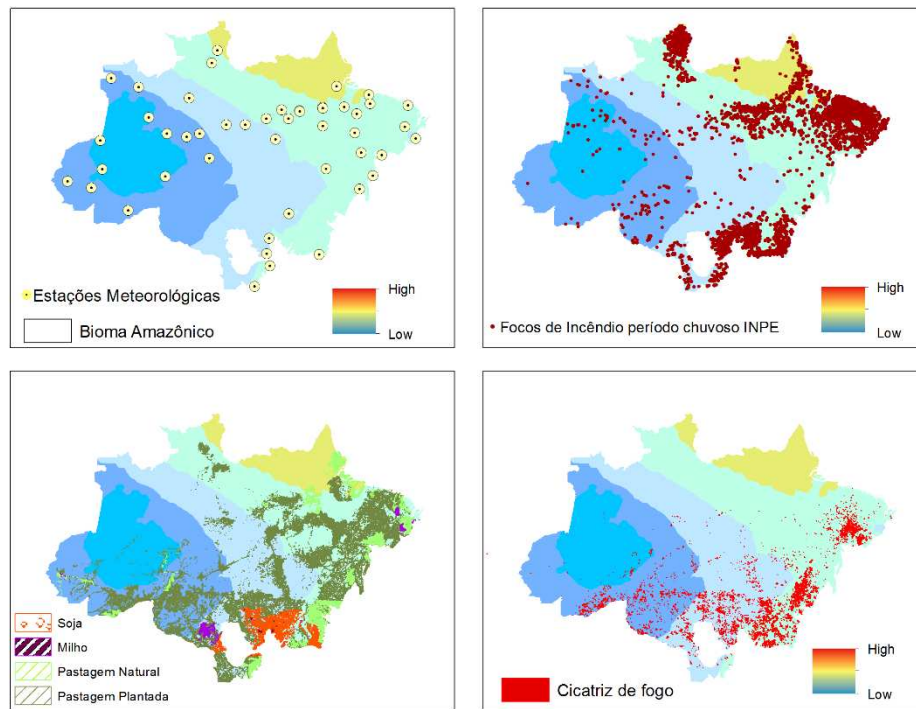 Estações Meteorológicas
Bioma Amazônico
High
Low
Focos de Incêndio período chuvoso INPE
High
Low
Soja
Milho
Pastagem Natural
Pastagem Plantada
Cicatriz de fogo
High
Low